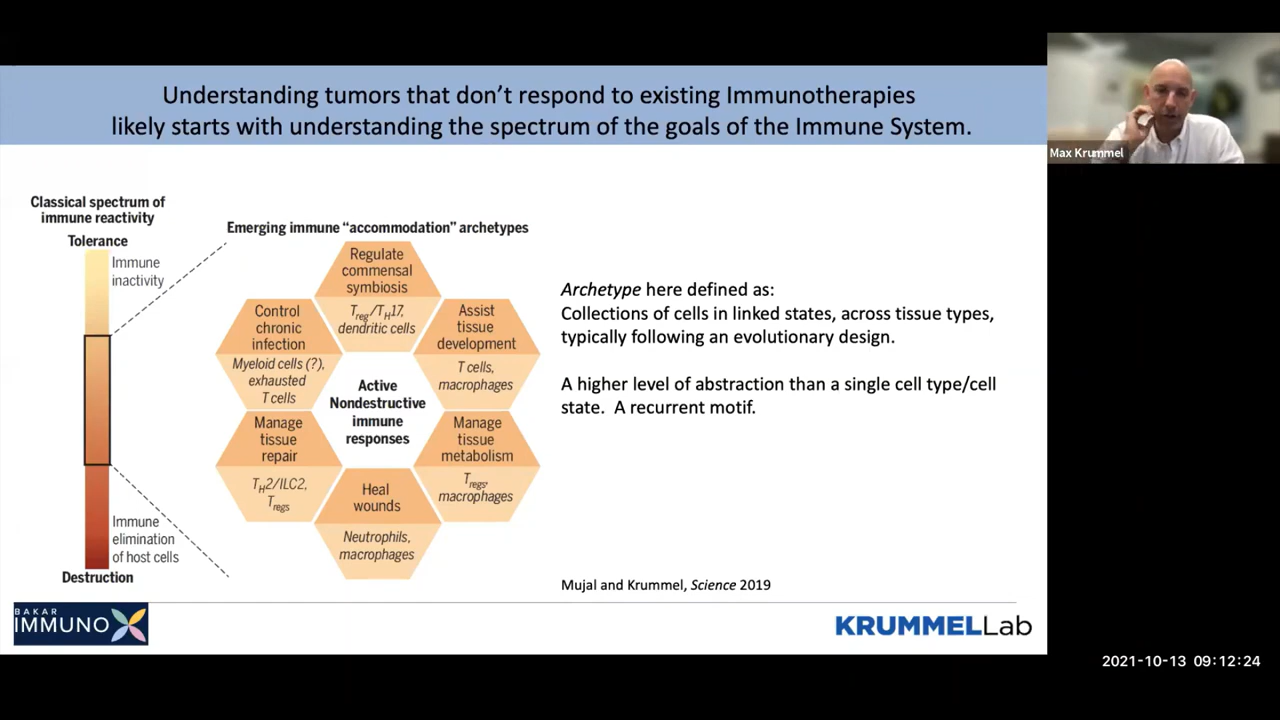 Understanding tumors that don’t respond to existing Immunotherapies
likely starts with understanding the spectrum of the goals of the Immune System.
Max Krummel
Classical spectrum of
immune reactivity
Tolerance
Immune
inactivity
Immune
elimination
of host cells
Destruction
Emerging immune “accommodation” archetypes
Regulate
commensal
symbiosis
Treg/TH17,
dendritic cells
Control
chronic
infection
Myeloid cells (?),
exhausted
T cells
Assist
tissue
development
T cells,
macrophages
Active
Nondestructive
immune
responses
Manage
tissue
repair
TH2/ILC2,
Tregs
Manage
tissue
metabolism
Tregs,
macrophages
Heal
wounds
Neutrophils,
macrophages
Archetype here defined as:
Collections of cells in linked states, across tissue types,
typically following an evolutionary design.
A higher level of abstraction than a single cell type/cell
state.  A recurrent motif.
Mujal and Krummel, Science 2019
BAKAR
IMMUNO
KRUMMELLab
2021-10-13 09:12:24